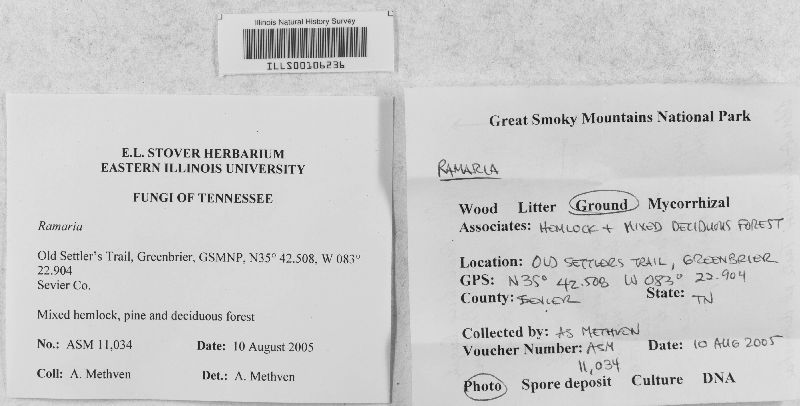 Illinois Natural History Survey
ILLS00106236
E.L. STOVER HERBARIUM
EASTERN ILLINOIS UNIVERSITY
FUNGI OF TENNESSEE
Ramaria
Old Settler's Trail, Greenbrier, GSMNP, N35° 42.508, W 083°
22.904
Sevier Co.
Mixed hemlock, pine and deciduous forest
No.: ASM 11,034 Date: 10 August 2005
Coll: A. Methven Det.: A. Methven
Great Smoky Mountains National Park
RAMARIA
Wood Litter Ground Mycorrhizal
Associates: HEMLOCK + MIXED DECIDUOUS FOREST
Location: OLD SETTLERS TRAIL, GREENBRIER
GPS: N35° 42.508 W 083° 22.904
County: SEVIER State: TN
Collected by: AS METHVEN
Voucher Number: ASM Date: 10 AUG 2005
11,034
Photo Spore deposit Culture DNA